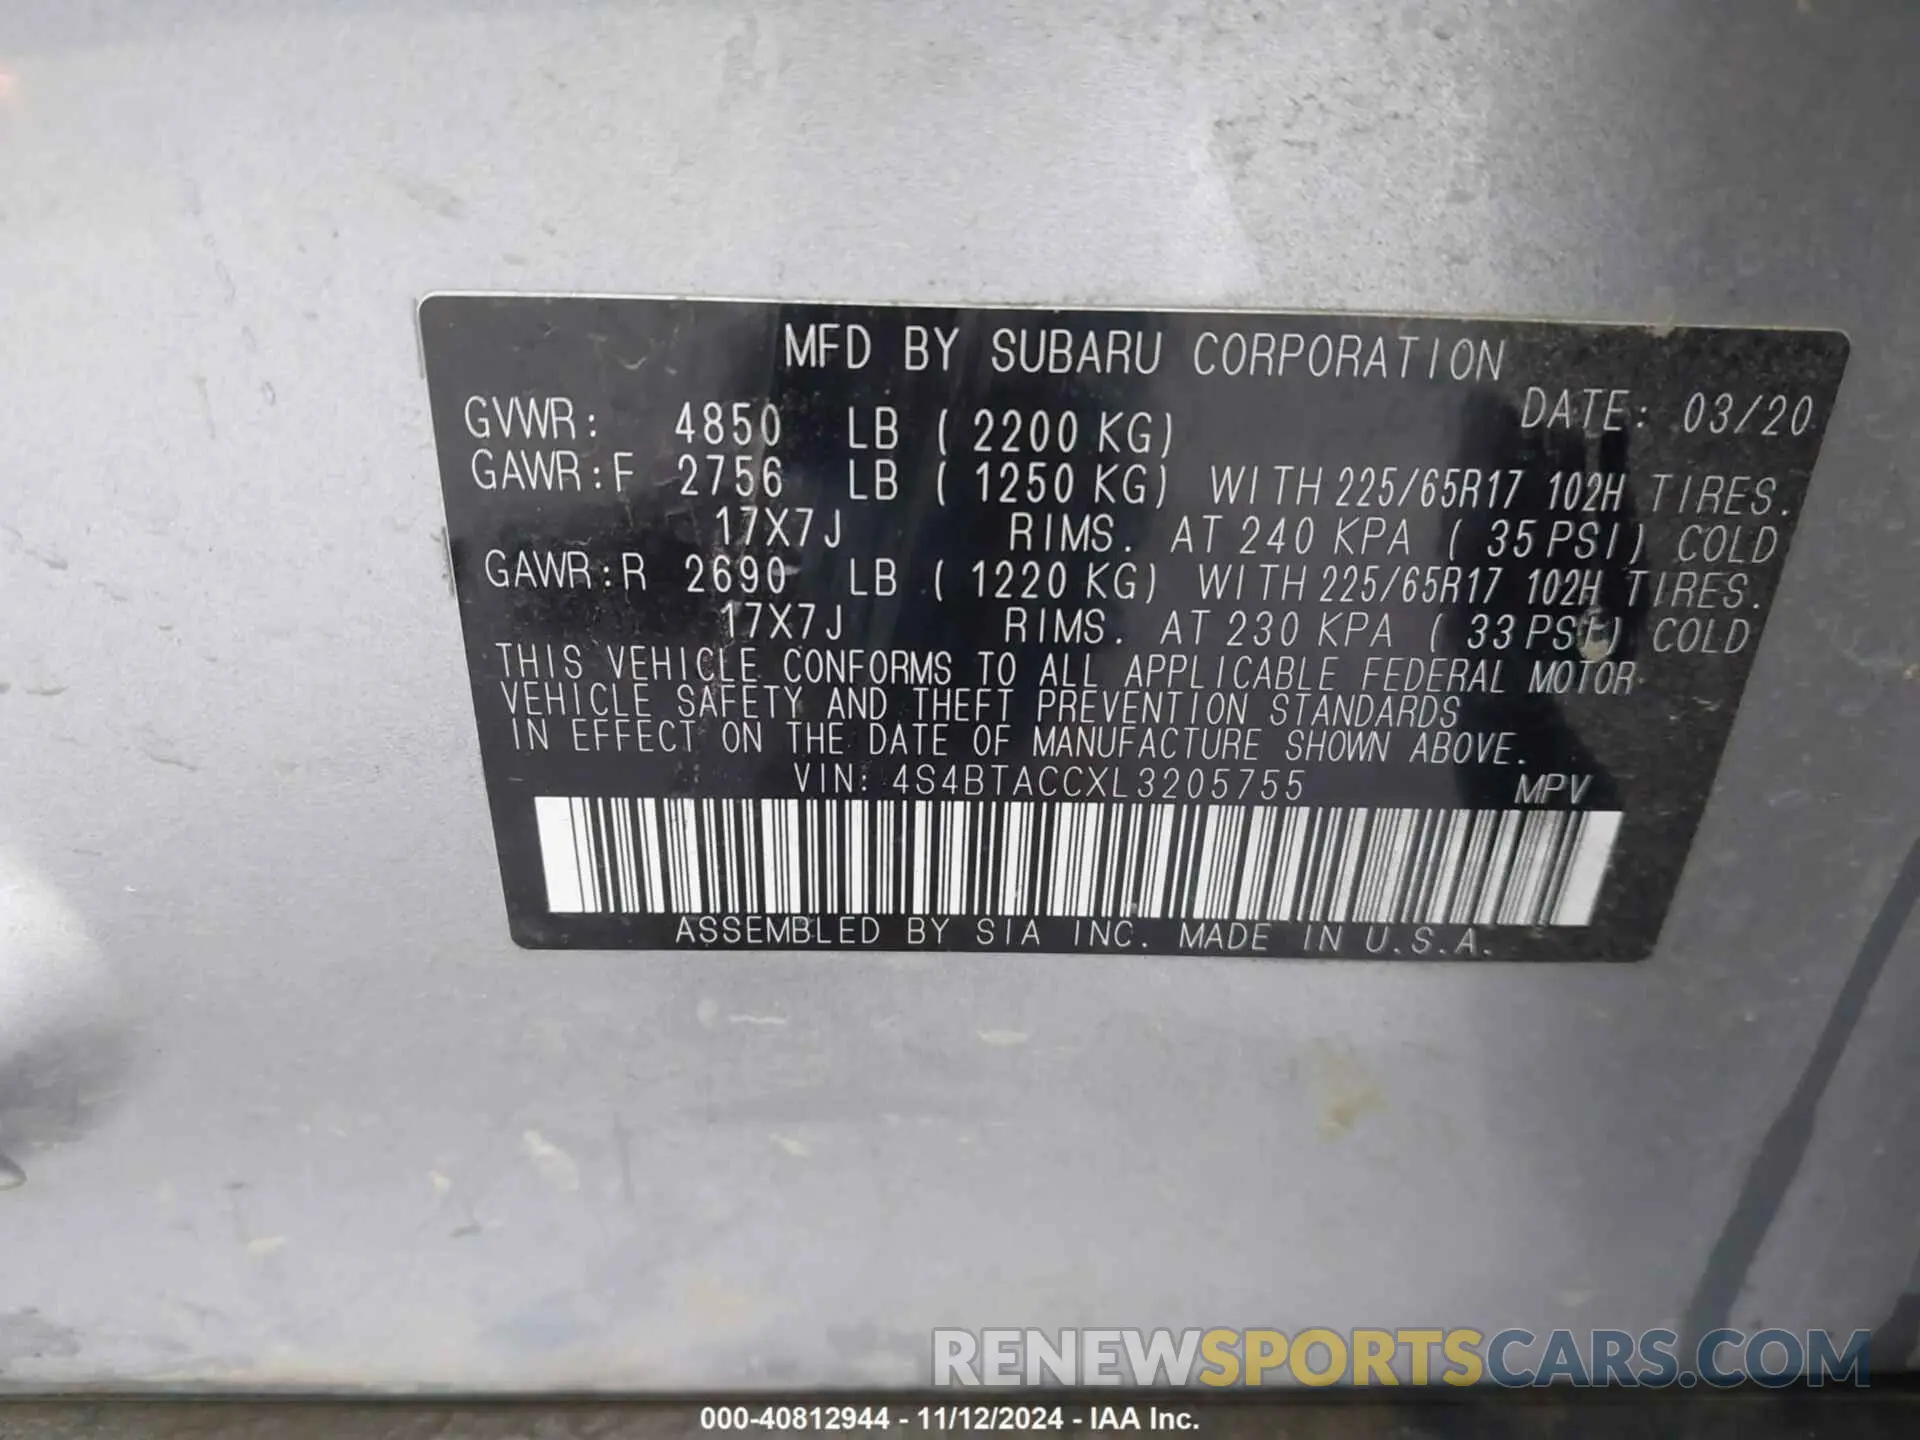 MFD BY SUBARU CORPORATION
DATE: 03/20
GVWR: 4850 LB ( 2200 KG)
GAWR:F 2756 LB ( 1250 KG) WITH 225/65R17 102H TIRES.
17X7J RIMS. AT 240 KPA ( 35 PSI) COLD
GAWR:R 2690 LB ( 1220 KG) WITH 225/65R17 102H TIRES.
17X7J RIMS. AT 230 KPA ( 33 PSI) COLD
THIS VEHICLE CONFORMS TO ALL APPLICABLE FEDERAL MOTOR
VEHICLE SAFETY AND THEFT PREVENTION STANDARDS
IN EFFECT ON THE DATE OF MANUFACTURE SHOWN ABOVE.
VIN: 4S4BTACCXL3205755 MPV
ASSEMBLED BY SIA INC. MADE IN U.S.A.
RENEWSPORTSCARS.COM
000-40812944 - 11/12/2024 - IAA Inc.